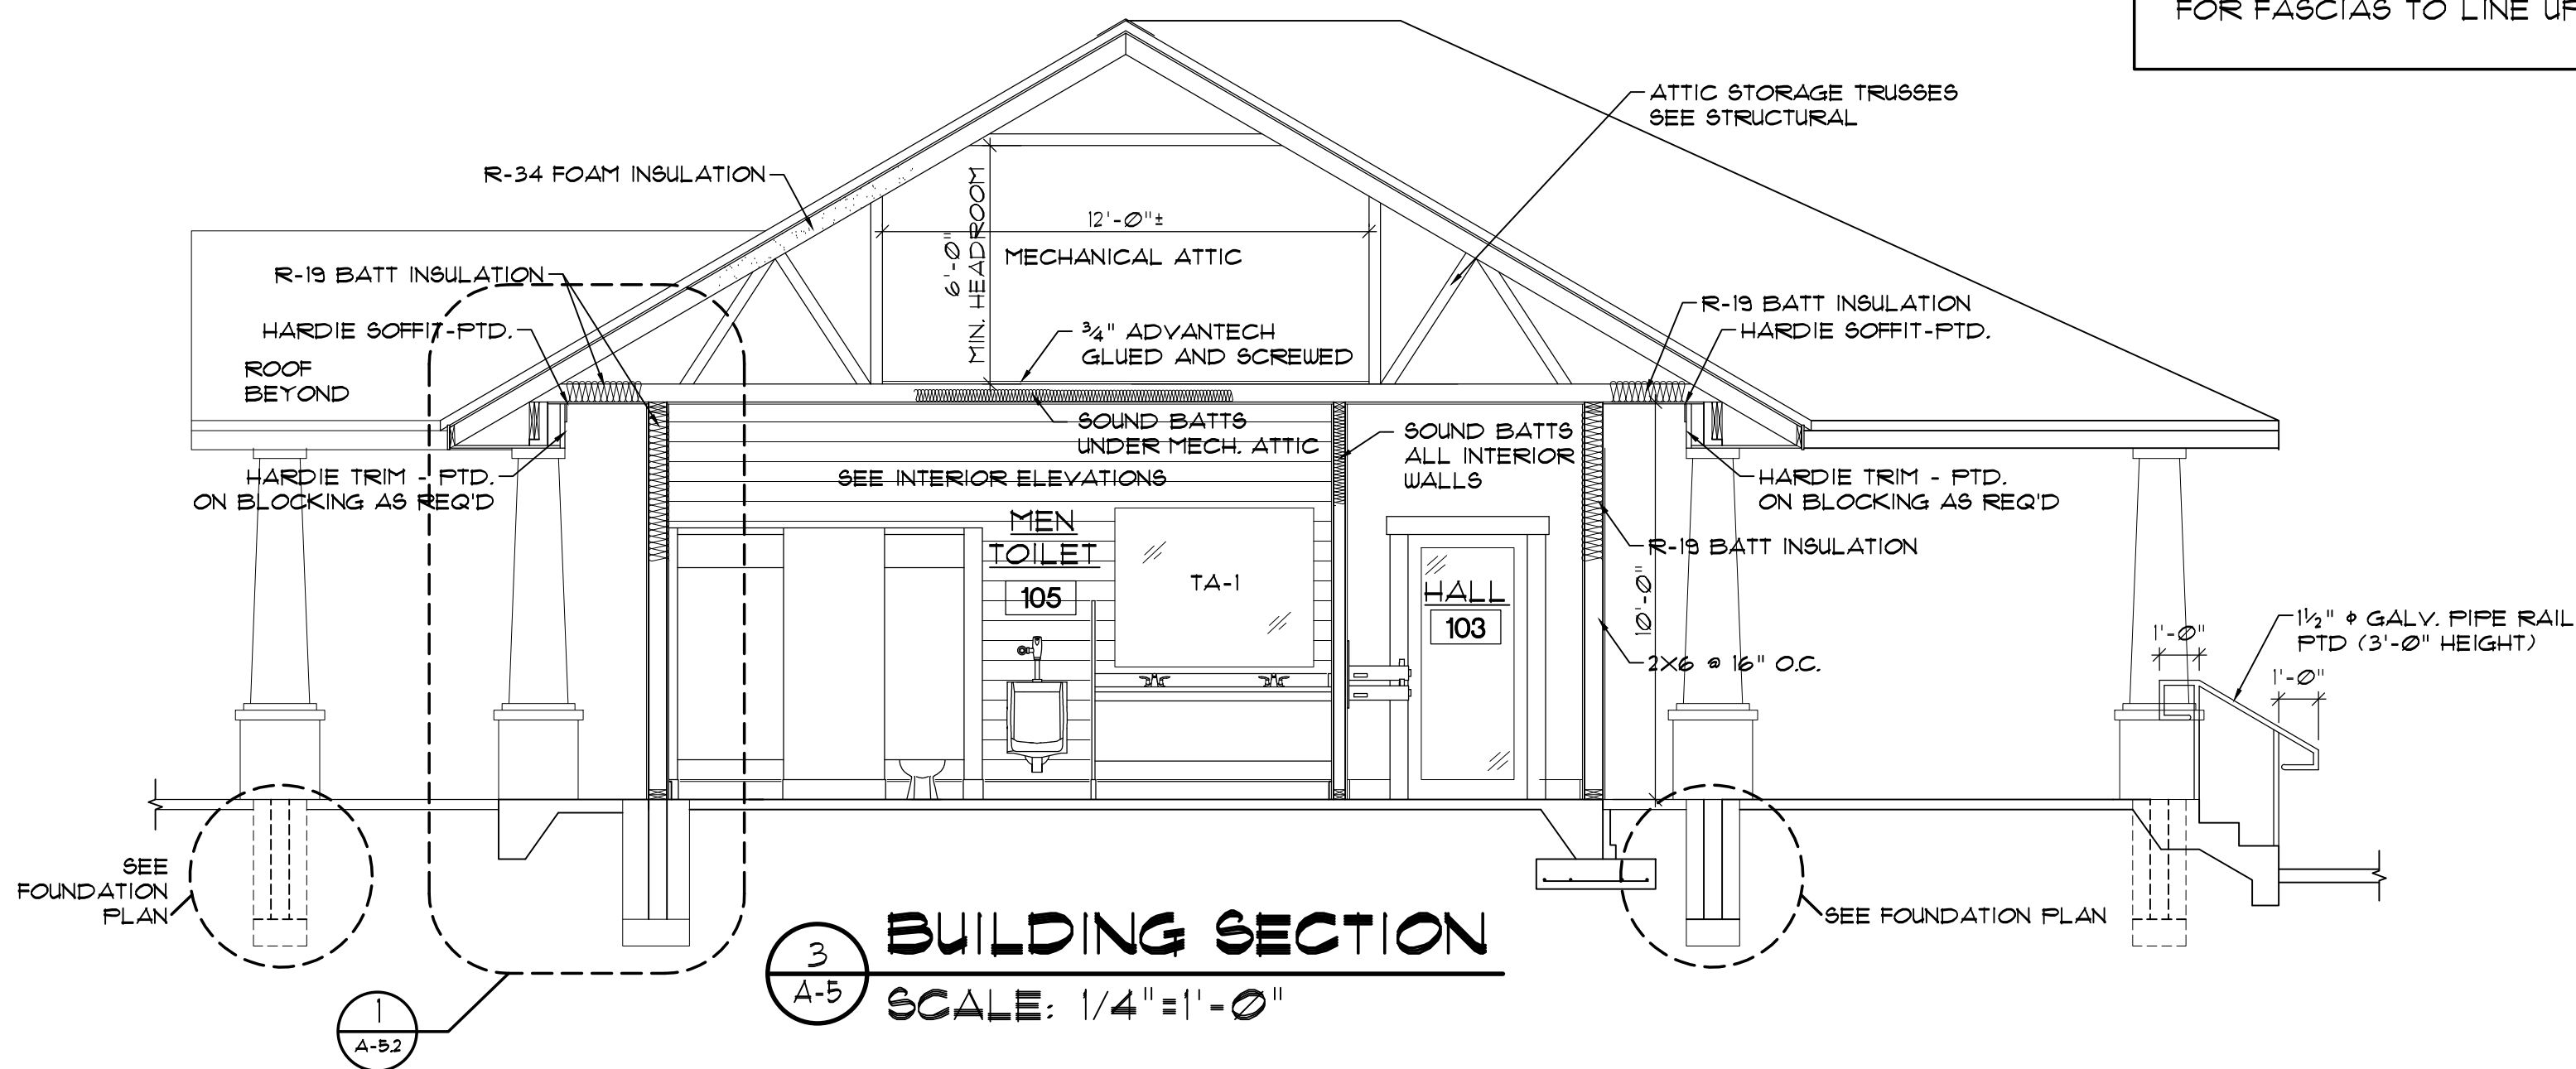 FOR FASCIAS TO LINE UP
ATTIC STORAGE TRUSSES
SEE STRUCTURAL
R-34 FOAM INSULATION
6'-0"
MIN. HEADROOM
12'-0"±
MECHANICAL ATTIC
R-19 BATT INSULATION
HARDIE SOFFIT-PTD.
ROOF
BEYOND
3/4" ADVANTECH
GLUED AND SCREWED
R-19 BATT INSULATION
HARDIE SOFFIT-PTD.
SOUND BATTS
UNDER MECH. ATTIC
SOUND BATTS
ALL INTERIOR
WALLS
HARDIE TRIM - PTD.
ON BLOCKING AS REQ'D
SEE INTERIOR ELEVATIONS
HARDIE TRIM - PTD.
ON BLOCKING AS REQ'D
MEN
TOILET
105
TA-1
HALL
103
R-19 BATT INSULATION
10'-0"
2X6 @ 16" O.C.
1'-0"
1'-0"
1½" ϕ GALV. PIPE RAIL
PTD (3'-0" HEIGHT)
SEE
FOUNDATION
PLAN
SEE FOUNDATION PLAN
3
A-5
BUILDING SECTION
SCALE: 1/4"=1'-0"
1
A-5.2